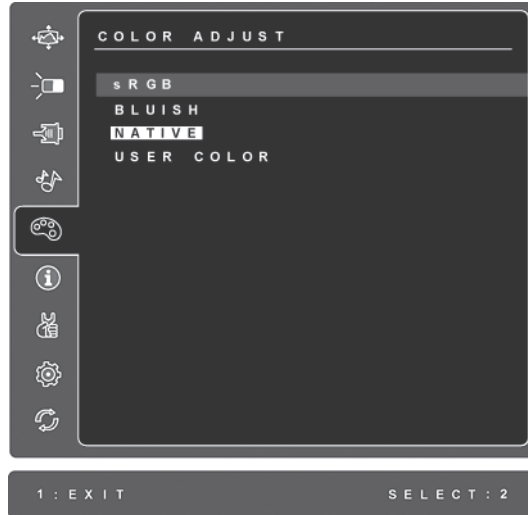 COLOR ADJUST
sRGB
BLUISH
NATIVE
USER COLOR
1:EXIT SELECT:2